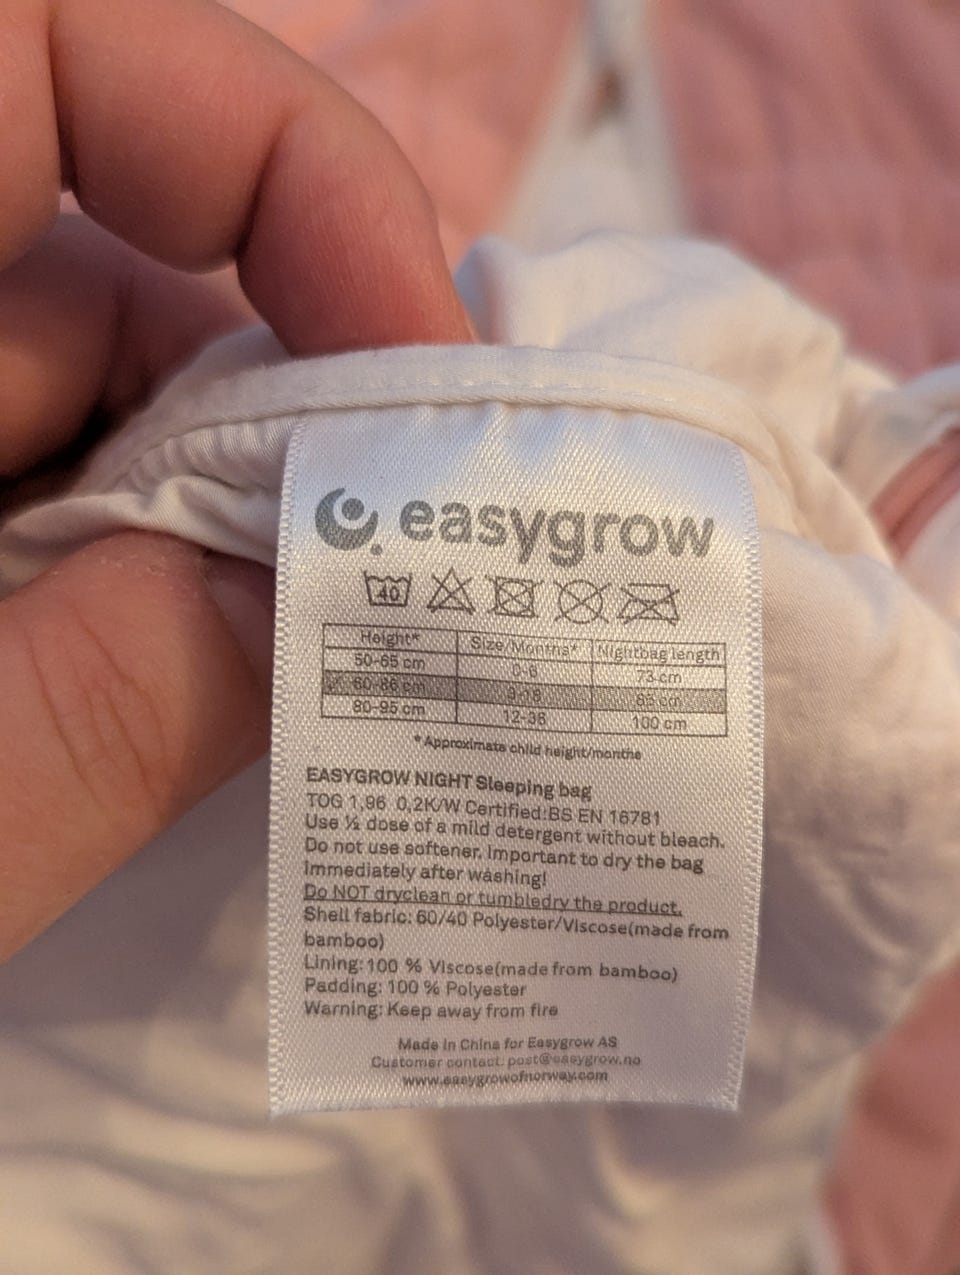 easygrow
40
Height* Size/Months* Nightbag length
50-65 cm 0-6 73 cm
60-86 cm 85 cm
80-95 cm 12-36 100 cm
* Approximate child height/months
EASYGROW NIGHT Sleeping bag
TOG 1,96 0,2K/W Certified:BS EN 16781
Use ½ dose of a mild detergent without bleach.
Do not use softener. Important to dry the bag
immediately after washing!
Do NOT dryclean or tumbledry the product.
Shell fabric: 60/40 Polyester/Viscose(made from
bamboo)
Lining: 100 % Viscose(made from bamboo)
Padding: 100 % Polyester
Warning: Keep away from fire
Made in China for Easygrow AS
Customer contact: post@easygrow.no
www.easygrowofnorway.com